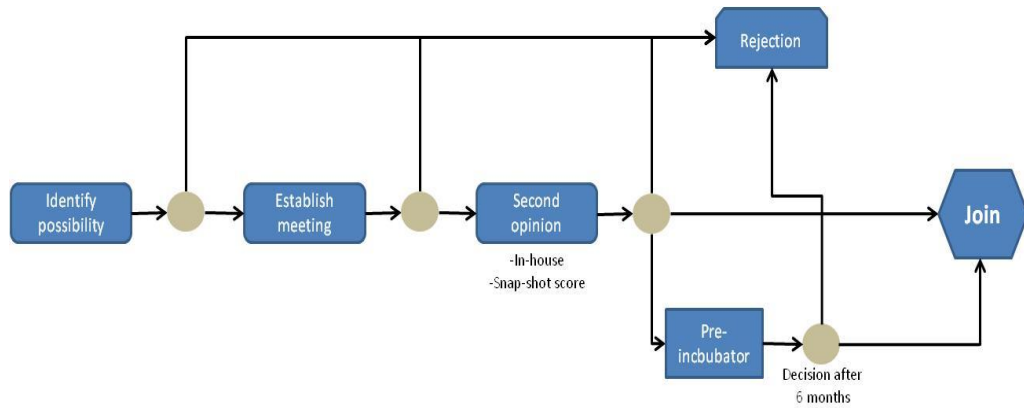 Rejection
Identify
possibility
Establish
meeting
Second
opinion
-In-house
-Snap-shot score
Join
Pre-
incbubator
Decision after
6 months